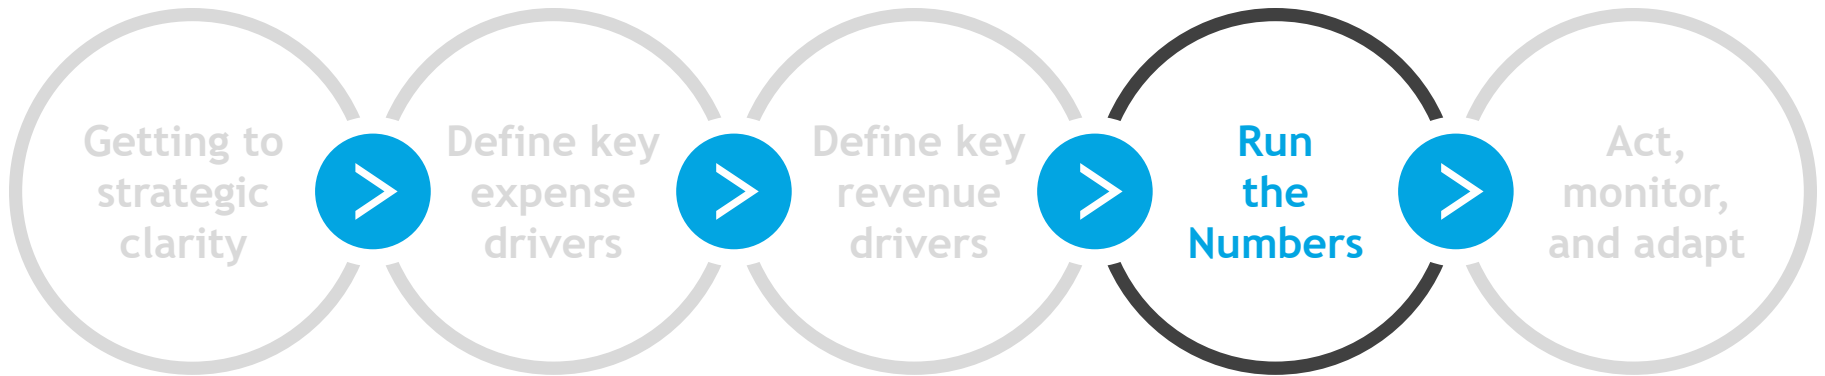 Getting to
strategic
clarity
>
Define key
expense
drivers
>
Define key
revenue
drivers
>
Run
the
Numbers
>
Act,
monitor,
and adapt